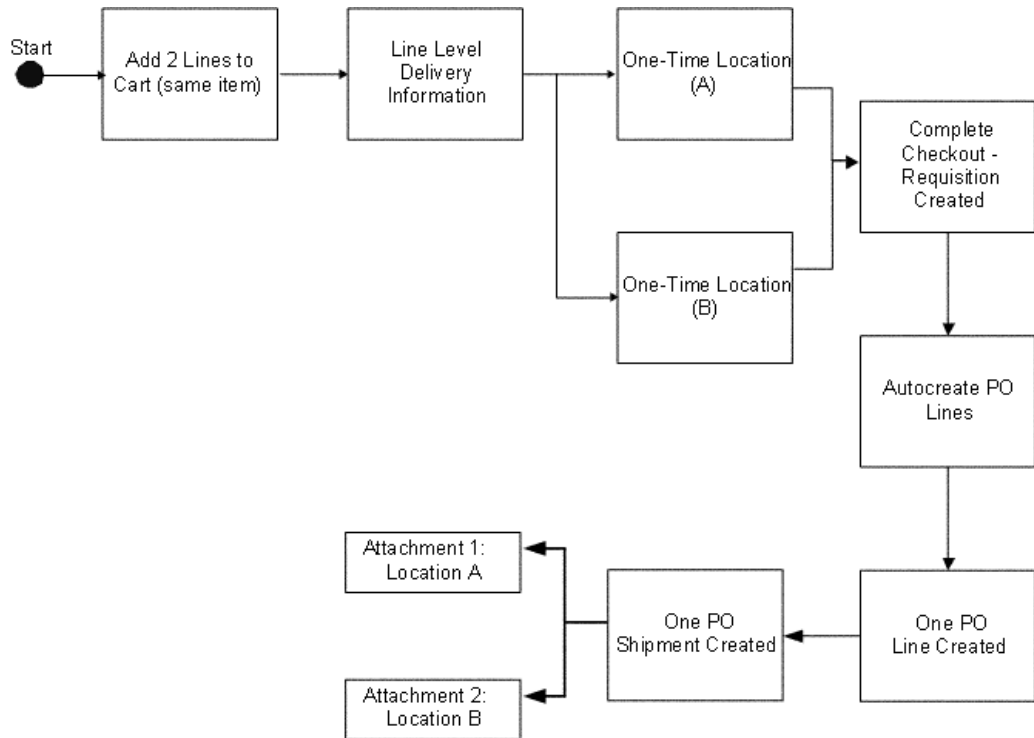 Start
Add 2 Lines to
Cart (same item)
Line Level
Delivery
Information
One-Time Location
(A)
One-Time Location
(B)
Complete
Checkout -
Requisition
Created
Autocreate PO
Lines
One PO
Line Created
One PO
Shipment Created
Attachment 1:
Location A
Attachment 2:
Location B